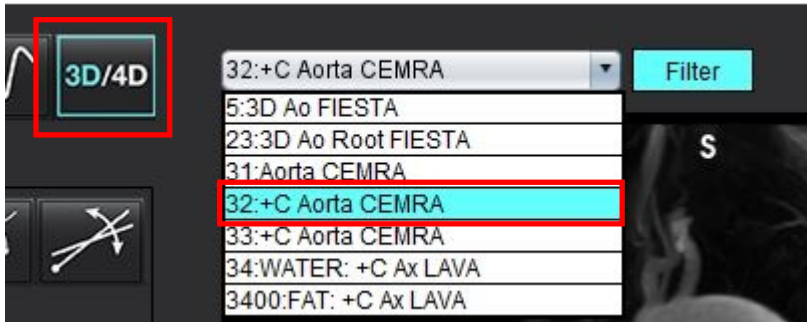 3D/4D
32:+C Aorta CEMRA
Filter
5:3D Ao FIESTA
23:3D Ao Root FIESTA
31:Aorta CEMRA
32:+C Aorta CEMRA
33:+C Aorta CEMRA
34:WATER: +C Ax LAVA
3400:FAT: +C Ax LAVA
S